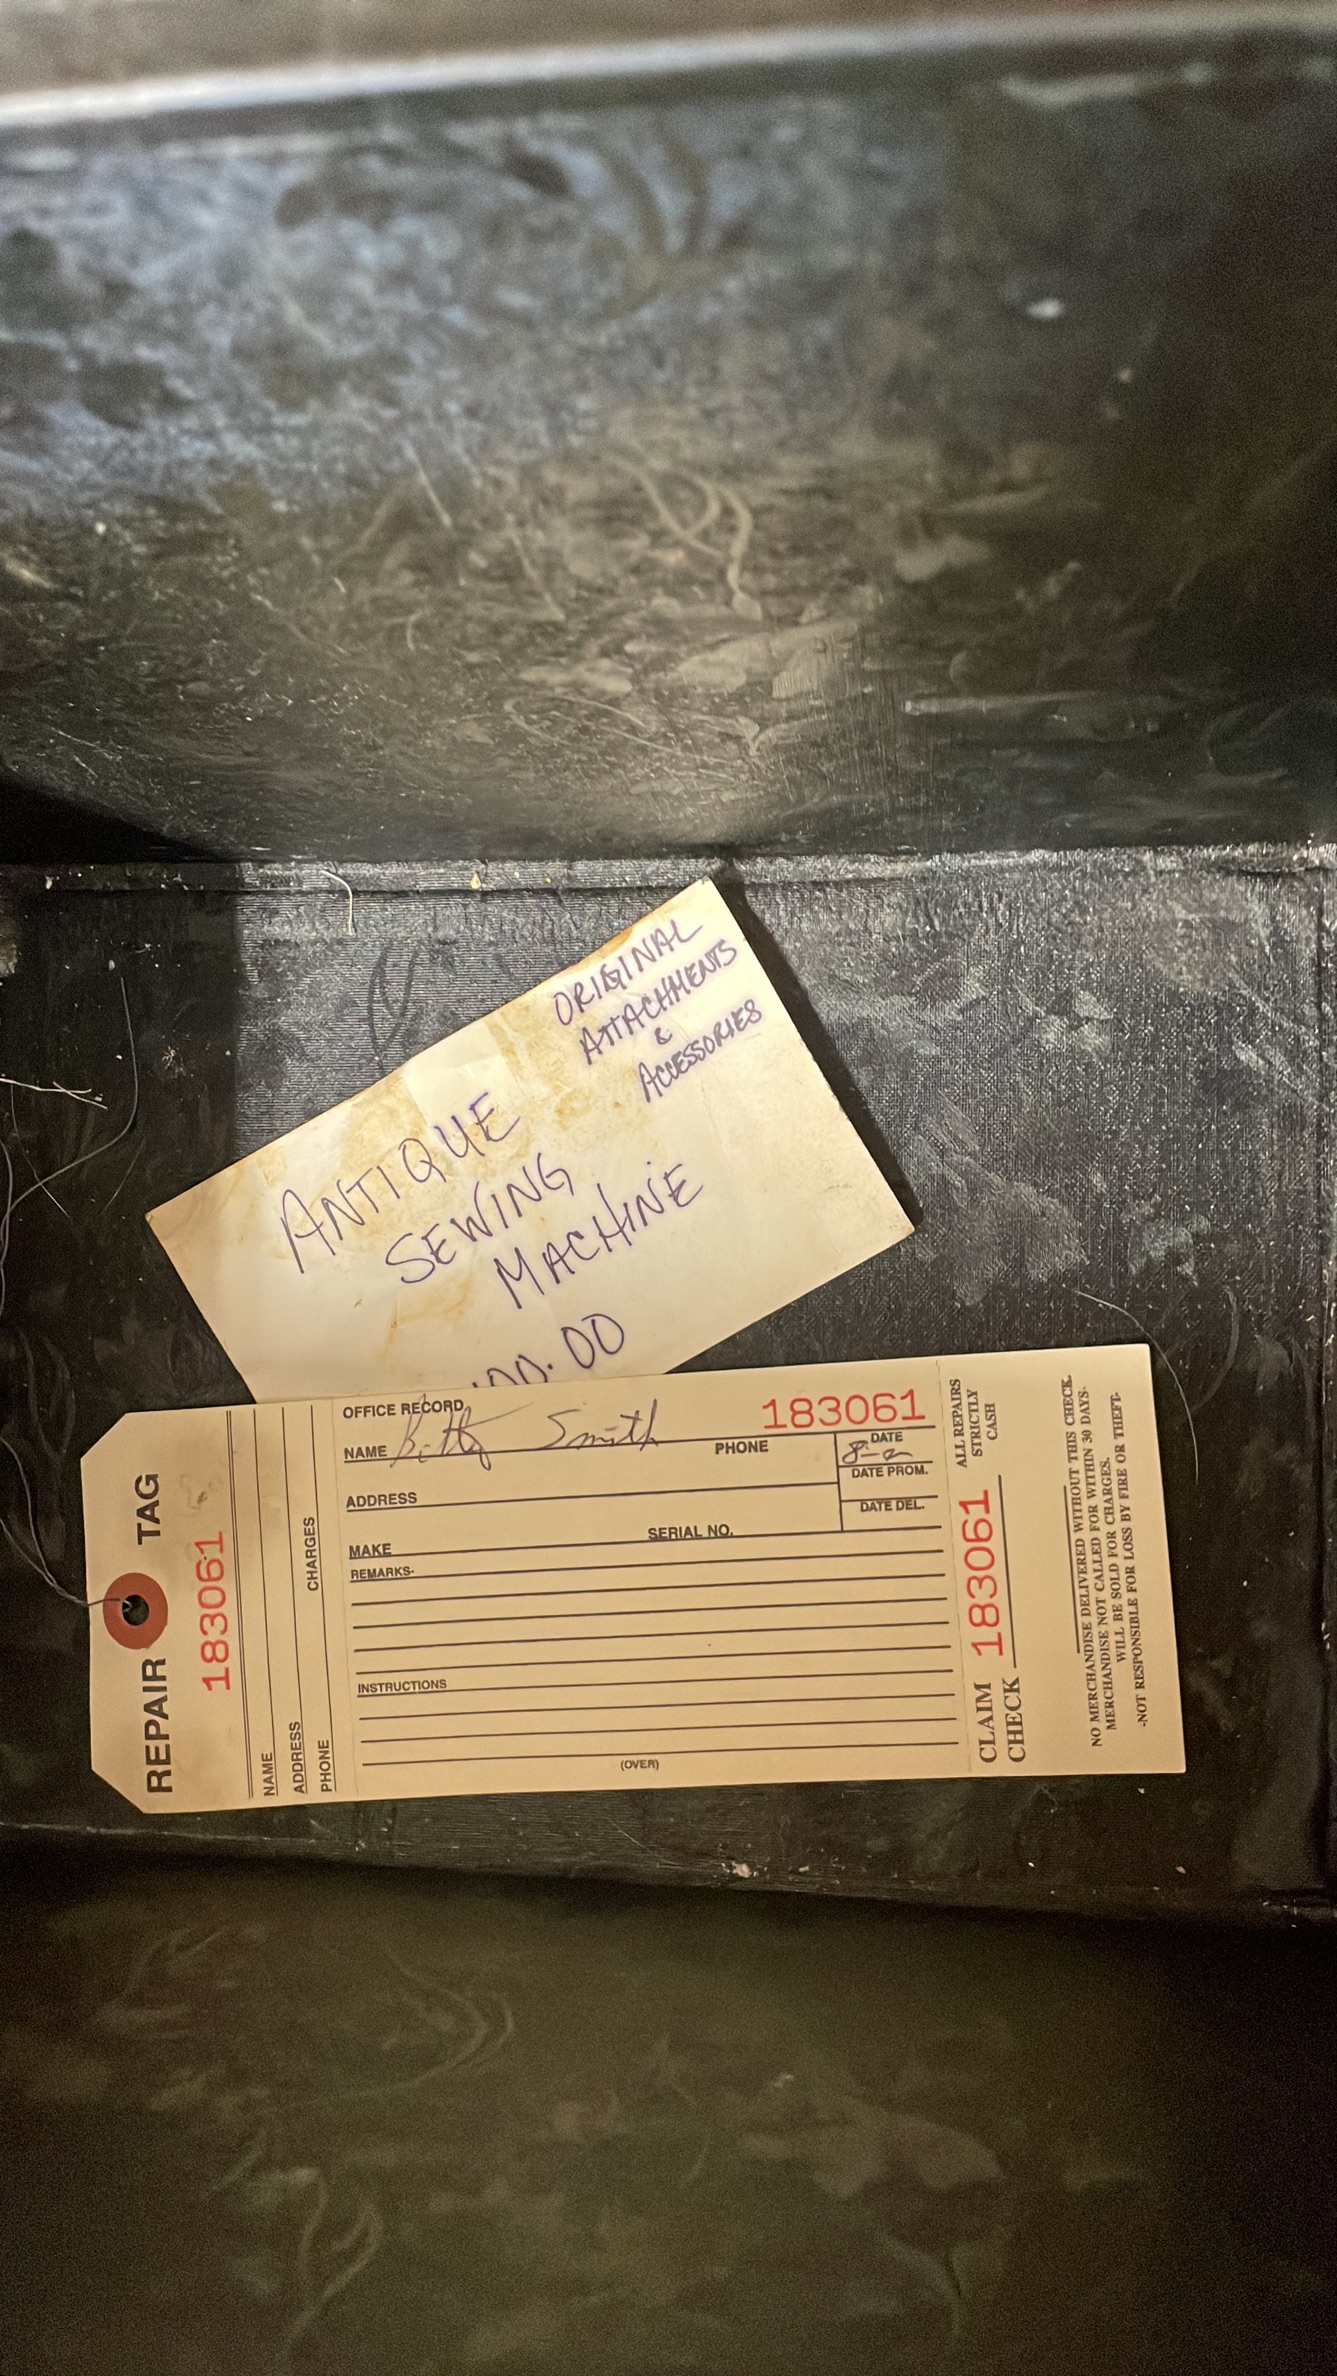 ORIGINAL
ATTACHMENTS
&
ACCESSORIES
ANTIQUE
SEWING
MACHINE
00.00
REPAIR TAG
183061
NAME
ADDRESS
PHONE CHARGES
OFFICE RECORD 183061
NAME Betty Smith PHONE
DATE
ADDRESS
DATE PROM.
DATE DEL.
MAKE SERIAL NO.
REMARKS-
INSTRUCTIONS
(OVER)
ALL REPAIRS
STRICTLY
CASH
CLAIM
CHECK 183061
NO MERCHANDISE DELIVERED WITHOUT THIS CHECK.
MERCHANDISE NOT CALLED FOR WITHIN 30 DAYS-
WILL BE SOLD FOR CHARGES.
-NOT RESPONSIBLE FOR LOSS BY FIRE OR THEFT-